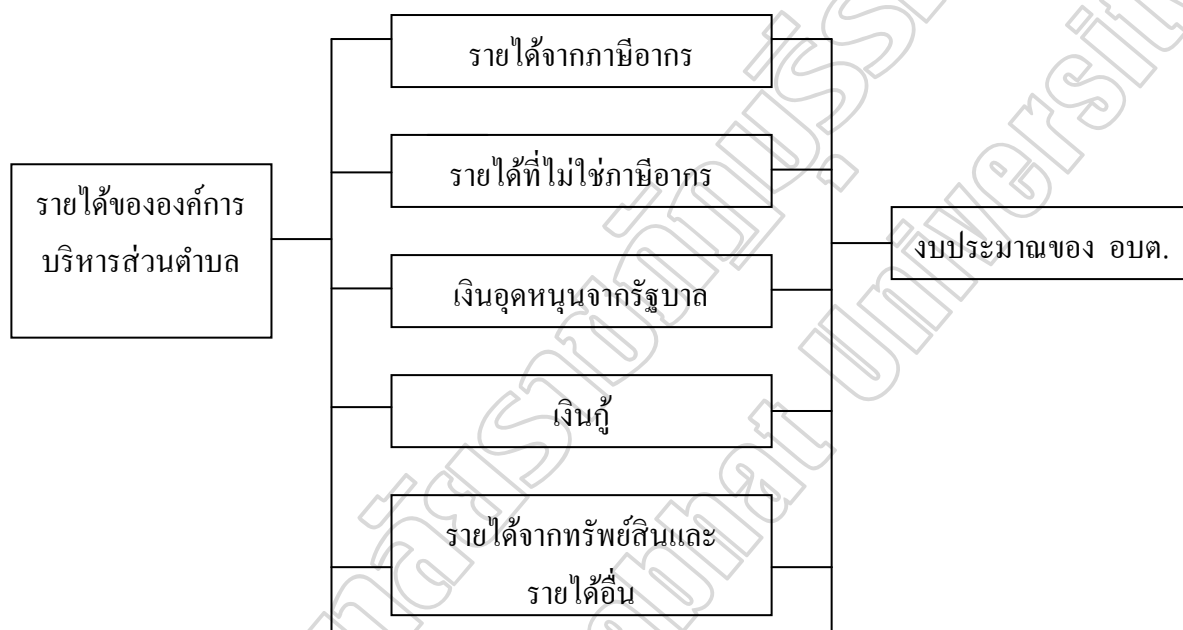 รายได้ขององค์การ
บริหารส่วนตำบล
รายได้จากภาษีอากร
รายได้ที่ไม่ใช่ภาษีอากร
เงินอุดหนุนจากรัฐบาล
เงินกู้
รายได้จากทรัพย์สินและ
รายได้อื่น
งบประมาณของ อบต.